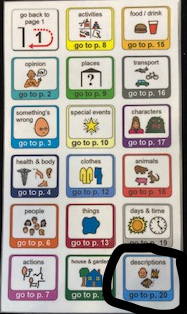 go back to page 1
1
activities
go to p. 8
food / drink
go to p. 15
opinion
go to p. 2
places
?
go to p. 9
transport
go to p. 16
something's wrong
go to p. 3
special events
go to p. 10
characters
go to p. 17
health & body
go to p. 4
clothes
go to p. 12
animals
go to p. 18
people
go to p. 6
things
go to p. 13
days & time
go to p. 19
actions
go to p. 7
house & garden
go to p. 14
descriptions
go to p. 20